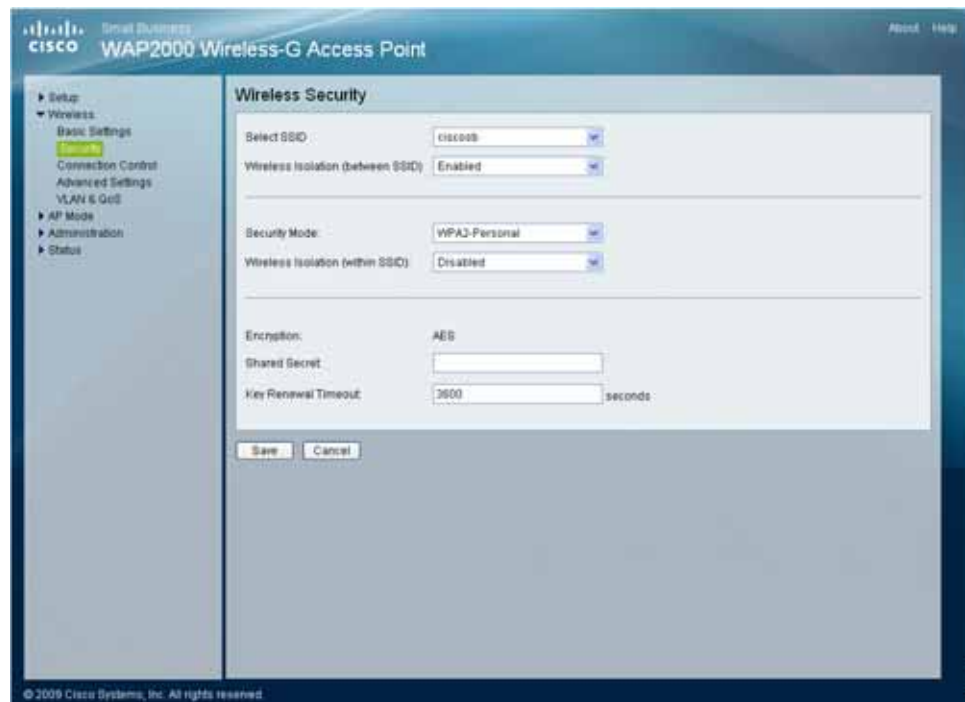 Small Business
cisco WAP2000 Wireless-G Access Point
About Help
Setup
Wireless
Basic Settings
Security
Connection Control
Advanced Settings
VLAN & QoS
AP Mode
Administration
Status
Wireless Security
Select SSID ciscosb
Wireless Isolation (between SSID) Enabled
Security Mode: WPA2-Personal
Wireless Isolation (within SSID): Disabled
Encryption: AES
Shared Secret:
Key Renewal Timeout: 3600 seconds
Save Cancel
© 2009 Cisco Systems, Inc. All rights reserved.